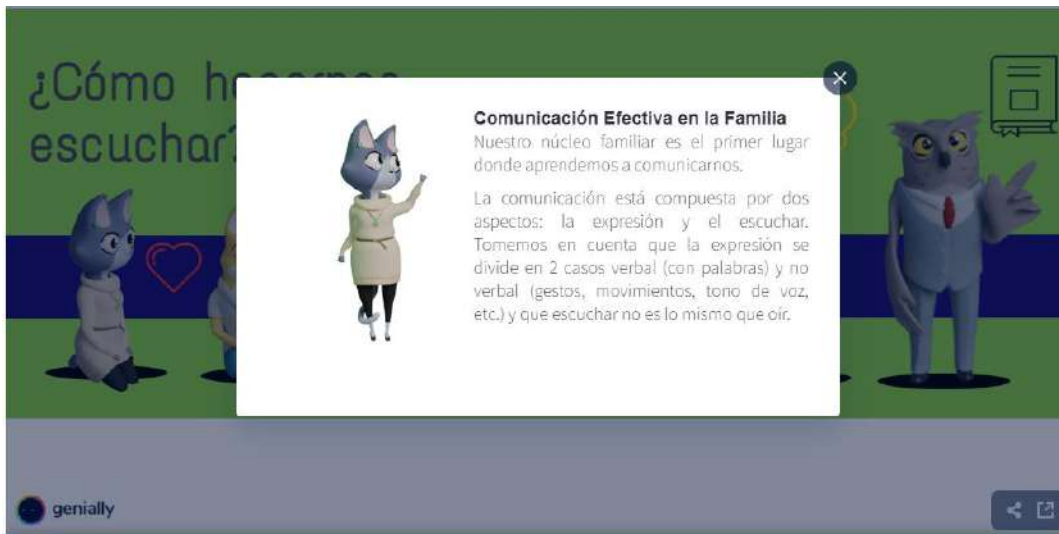 ¿Cómo
escuchar?
Comunicación Efectiva en la Familia
Nuestro núcleo familiar es el primer lugar
donde aprendemos a comunicarnos.
La comunicación está compuesta por dos
aspectos: la expresión y el escuchar.
Tomemos en cuenta que la expresión se
divide en 2 casos verbal (con palabras) y no
verbal (gestos, movimientos, tono de voz,
etc.) y que escuchar no es lo mismo que oír.
genially